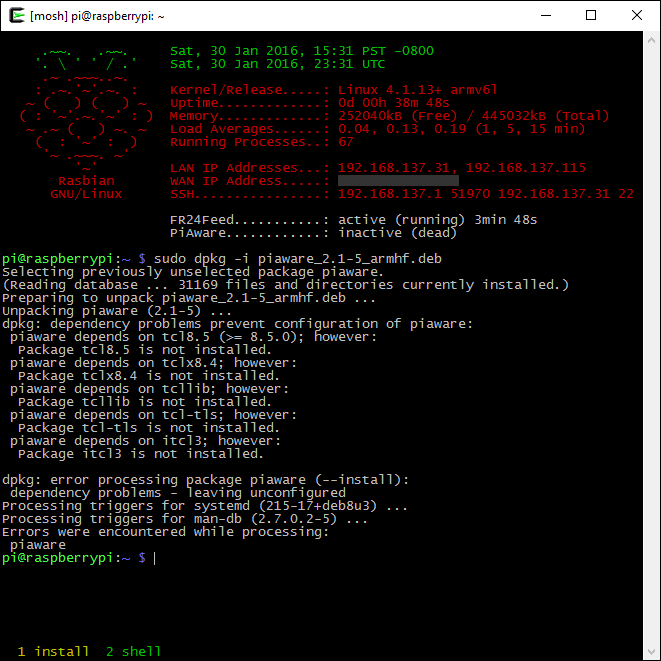 [mosh] pi@raspberrypi: ~
Sat, 30 Jan 2016, 15:31 PST -0800
Sat, 30 Jan 2016, 23:31 UTC
Kernel/Release.....: Linux 4.1.13+ armv6l
Uptime.............: 0d 00h 38m 48s
Memory.............: 252040kB (Free) / 445032kB (Total)
Load Averages......: 0.04, 0.13, 0.19 (1, 5, 15 min)
Running Processes..: 67
LAN IP Addresses...: 192.168.137.31, 192.168.137.115
Rasbian WAN IP Address.....:
GNU/Linux SSH................: 192.168.137.1 51970 192.168.137.31 22
FR24Feed...........: active (running) 3min 48s
PiAware............: inactive (dead)
pi@raspberrypi:~ $ sudo dpkg -i piaware_2.1-5_armhf.deb
Selecting previously unselected package piaware.
(Reading database ... 31169 files and directories currently installed.)
Preparing to unpack piaware_2.1-5_armhf.deb ...
Unpacking piaware (2.1-5) ...
dpkg: dependency problems prevent configuration of piaware:
piaware depends on tcl8.5 (>= 8.5.0); however:
Package tcl8.5 is not installed.
piaware depends on tclx8.4; however:
Package tclx8.4 is not installed.
piaware depends on tcllib; however:
Package tcllib is not installed.
piaware depends on tcl-tls; however:
Package tcl-tls is not installed.
piaware depends on itcl3; however:
Package itcl3 is not installed.
dpkg: error processing package piaware (--install):
dependency problems - leaving unconfigured
Processing triggers for systemd (215-17+deb8u3) ...
Processing triggers for man-db (2.7.0.2-5) ...
Errors were encountered while processing:
piaware
pi@raspberrypi:~ $
1 install 2 shell